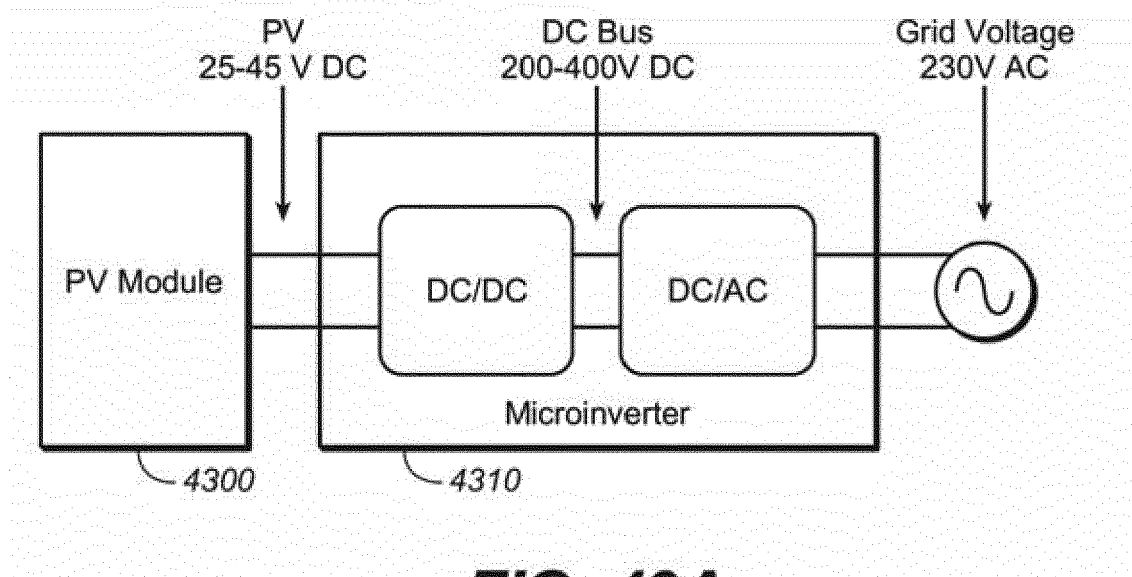 PV
25-45 V DC
DC Bus
200-400V DC
Grid Voltage
230V AC
PV Module
DC/DC
DC/AC
Microinverter
4300
4310